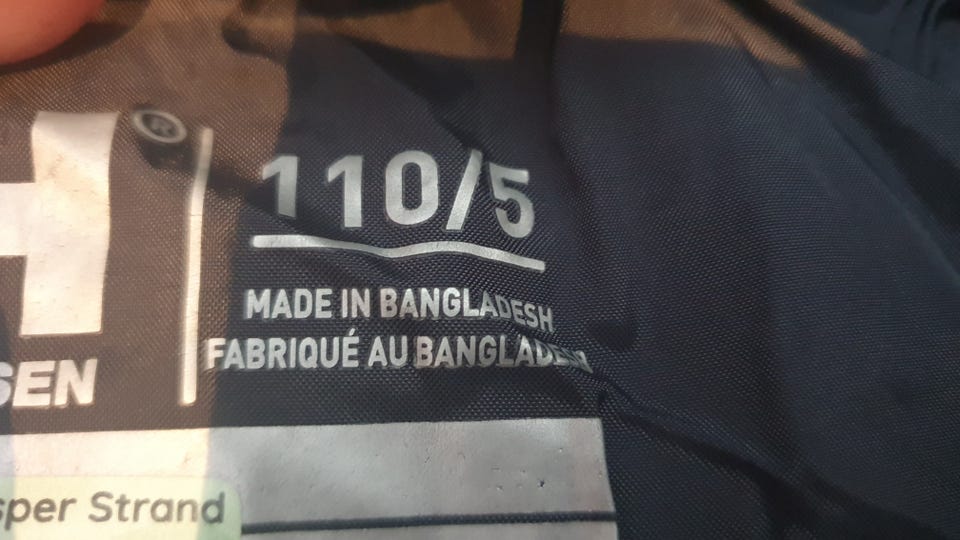 H®
110/5
MADE IN BANGLADESH
FABRIQUÉ AU BANGLADESH
SEN
sper Strand